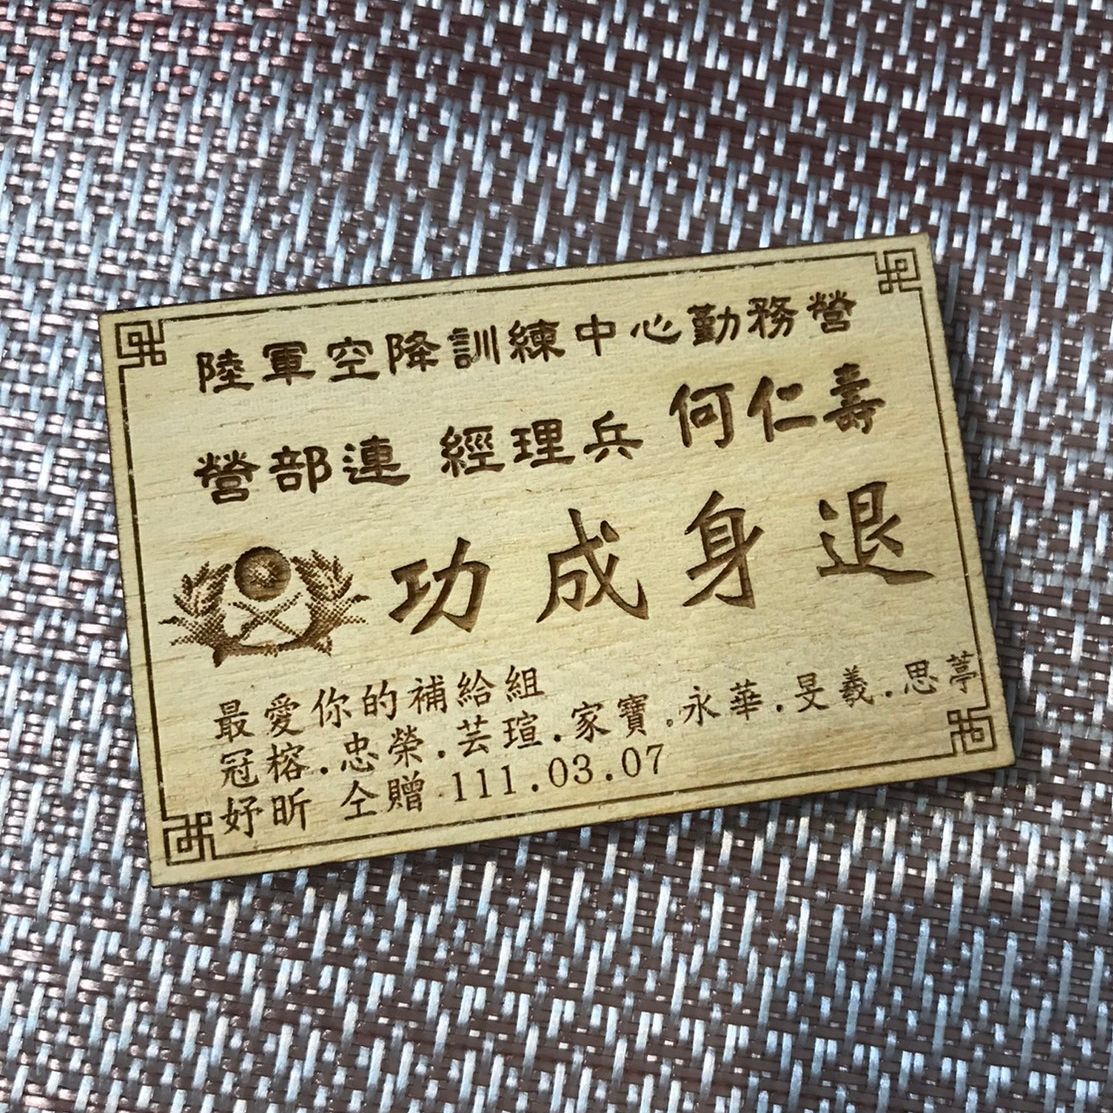 陸軍空降訓練中心勤務營
營部連 經理兵 何仁壽
功成身退
最愛你的補給組
冠榕.忠榮.芸瑄.家寶.永華.旻羲.思葶
妤昕 仝贈 111.03.07